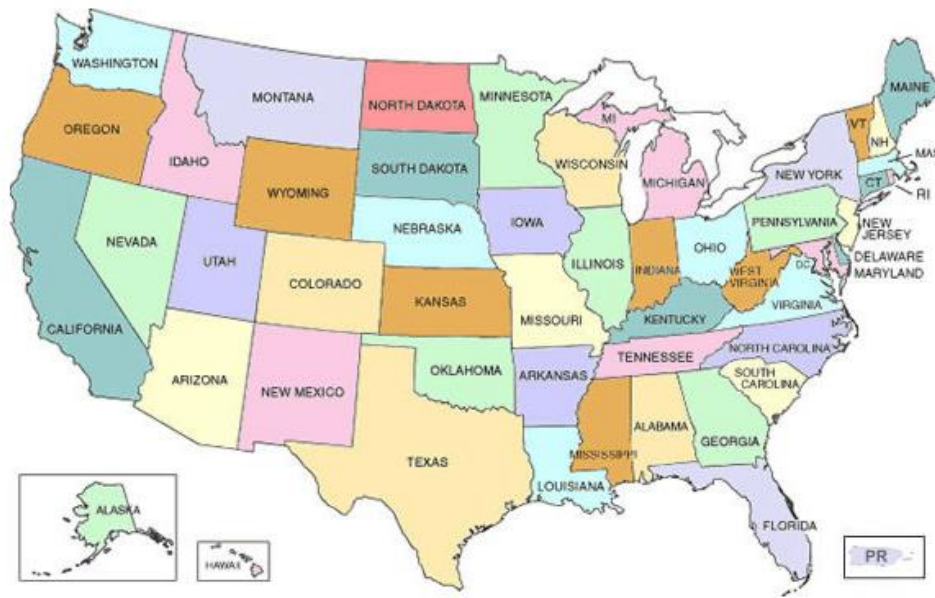 WASHINGTON
MONTANA
NORTH DAKOTA
MINNESOTA
MAINE
OREGON
IDAHO
MI
VT
NH
WISCONSIN
MAS
SOUTH DAKOTA
WYOMING
MICHIGAN
NEW YORK
CT
RI
NEBRASKA
IOWA
PENNSYLVANIA
NEW
JERSEY
NEVADA
UTAH
ILLINOIS
INDIANA
OHIO
DELAWARE
MARYLAND
DC
COLORADO
KANSAS
WEST
VIRGINIA
VIRGINIA
CALIFORNIA
MISSOURI
KENTUCKY
NORTH CAROLINA
TENNESSEE
ARIZONA
NEW MEXICO
OKLAHOMA
ARKANSAS
SOUTH
CAROLINA
TEXAS
MISSISSIPPI
ALABAMA
GEORGIA
LOUISIANA
ALASKA
FLORIDA
HAWAII
PR